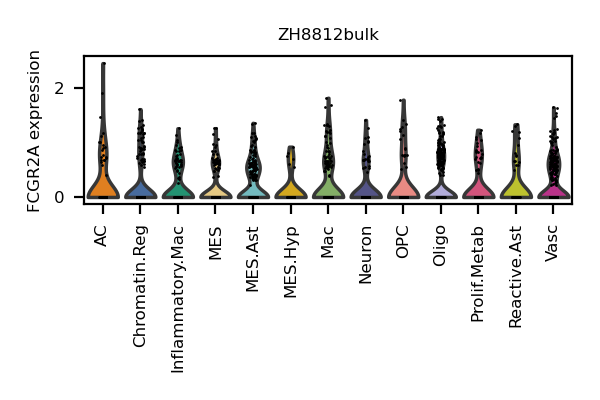 ZH8812bulk
FCGR2A expression
2
0
AC
Chromatin.Reg
Inflammatory.Mac
MES
MES.Ast
MES.Hyp
Mac
Neuron
OPC
Oligo
Prolif.Metab
Reactive.Ast
Vasc